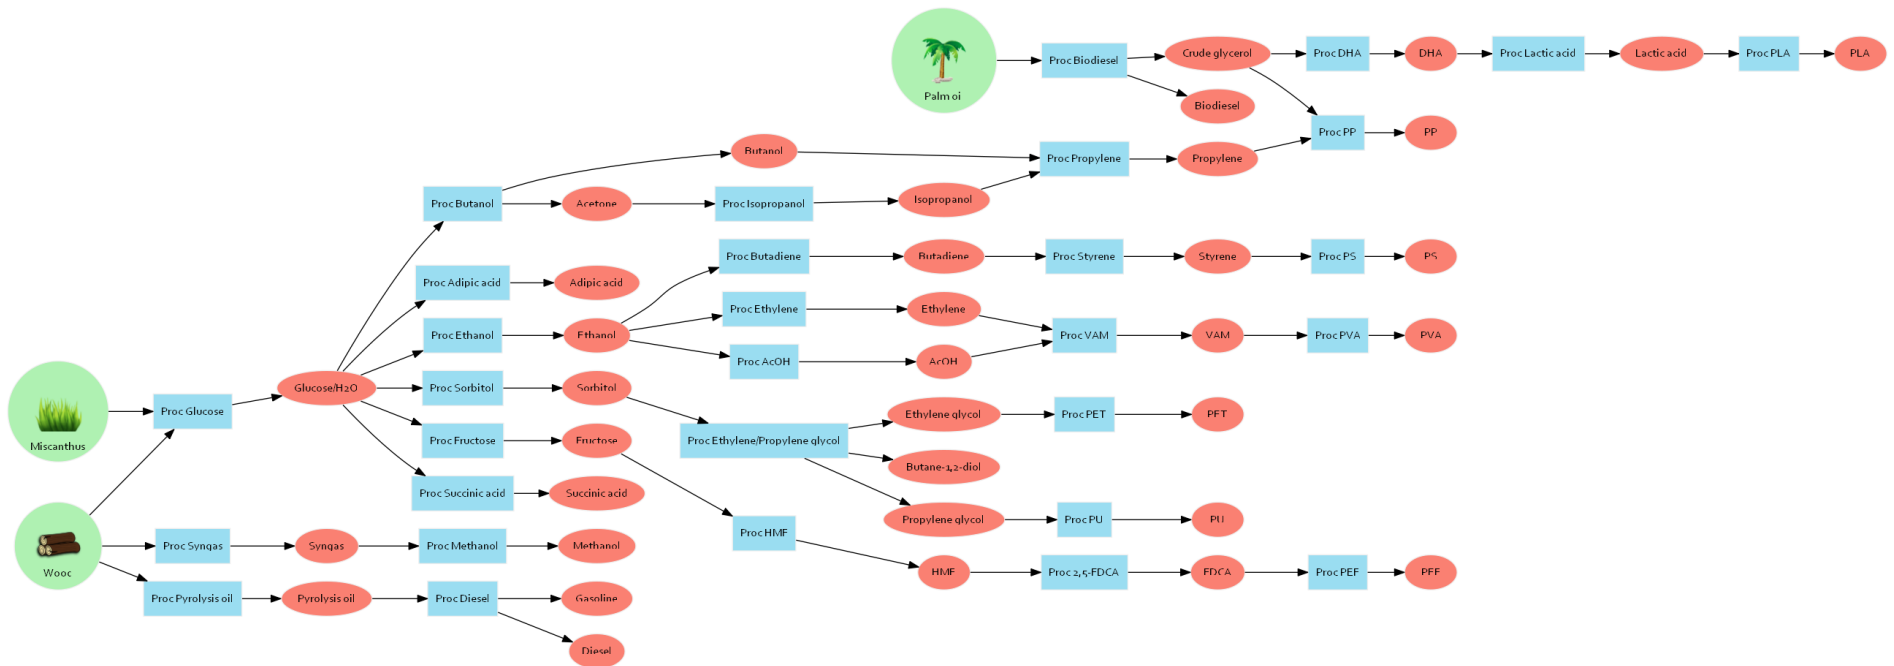 Crude glycerol
Proc DHA
DHA
Proc Lactic acid
Lactic acid
Proc PLA
PLA
Proc Biodiesel
Palm oi
Biodiesel
Proc PP
PP
Butanol
Proc Propylene
Propylene
Proc Butanol
Acetone
Proc Isopropanol
Isopropanol
Proc Butadiene
Butadiene
Proc Styrene
Styrene
Proc PS
PS
Proc Adipic acid
Adipic acid
Proc Ethylene
Ethylene
Proc Ethanol
Ethanol
Proc VAM
VAM
Proc PVA
PVA
Proc AcOH
AcOH
Glucose/H2O
Proc Sorbitol
Sorbitol
Proc Glucose
Ethylene glycol
Proc PET
PET
Miscanthus
Proc Fructose
Fructose
Proc Ethylene/Propylene glycol
Butane-1,2-diol
Proc Succinic acid
Succinic acid
Propylene glycol
Proc PU
PU
Proc HMF
Proc Syngas
Syngas
Proc Methanol
Methanol
Wooc
HMF
Proc 2,5-FDCA
FDCA
Proc PEF
PEF
Proc Pyrolysis oil
Pyrolysis oil
Proc Diesel
Gasoline
Diesel